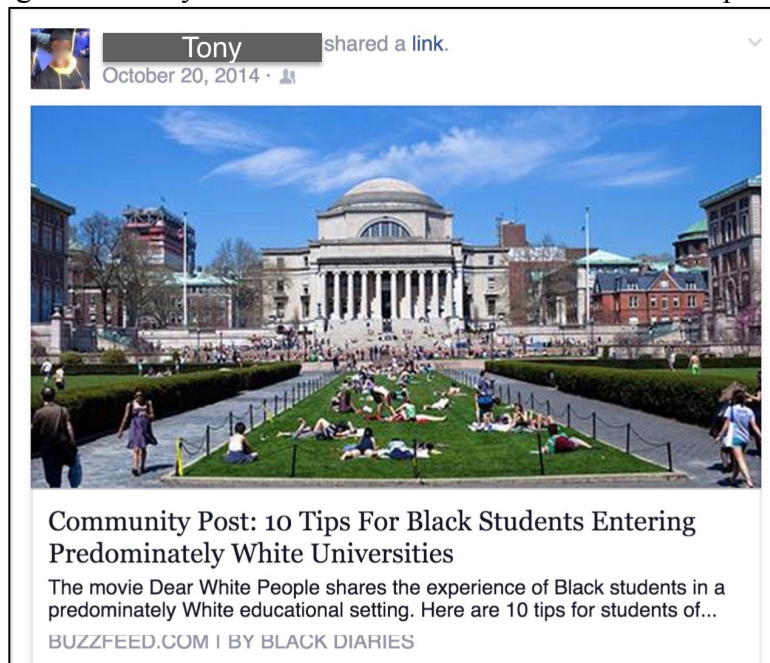 Tony shared a link.
October 20, 2014 ·
Community Post: 10 Tips For Black Students Entering
Predominately White Universities
The movie Dear White People shares the experience of Black students in a
predominately White educational setting. Here are 10 tips for students of...
BUZZFEED.COM | BY BLACK DIARIES